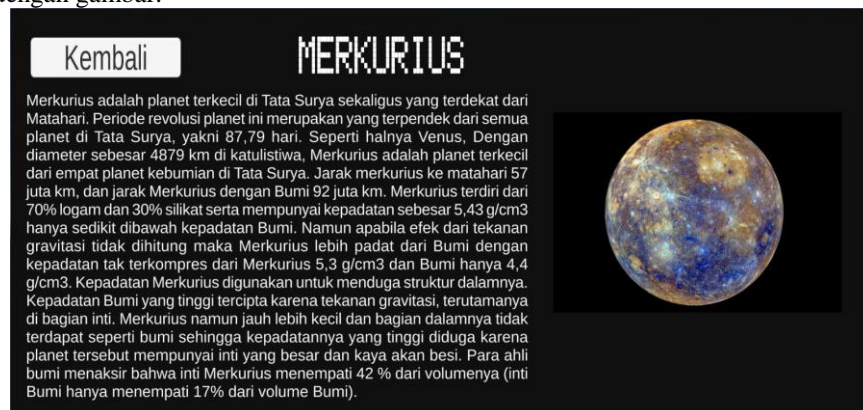 tengah gambar.
Kembali
MERKURIUS
Merkurius adalah planet terkecil di Tata Surya sekaligus yang terdekat dari
Matahari. Periode revolusi planet ini merupakan yang terpendek dari semua
planet di Tata Surya, yakni 87,79 hari. Seperti halnya Venus, Dengan
diameter sebesar 4879 km di katulistiwa, Merkurius adalah planet terkecil
dari empat planet kebumian di Tata Surya. Jarak merkurius ke matahari 57
juta km, dan jarak Merkurius dengan Bumi 92 juta km. Merkurius terdiri dari
70% logam dan 30% silikat serta mempunyai kepadatan sebesar 5,43 g/cm3
hanya sedikit dibawah kepadatan Bumi. Namun apabila efek dari tekanan
gravitasi tidak dihitung maka Merkurius lebih padat dari Bumi dengan
kepadatan tak terkompres dari Merkurius 5,3 g/cm3 dan Bumi hanya 4,4
g/cm3. Kepadatan Merkurius digunakan untuk menduga struktur dalamnya.
Kepadatan Bumi yang tinggi tercipta karena tekanan gravitasi, terutamanya
di bagian inti. Merkurius namun jauh lebih kecil dan bagian dalamnya tidak
terdapat seperti bumi sehingga kepadatannya yang tinggi diduga karena
planet tersebut mempunyai inti yang besar dan kaya akan besi. Para ahli
bumi menaksir bahwa inti Merkurius menempati 42 % dari volumenya (inti
Bumi hanya menempati 17% dari volume Bumi).